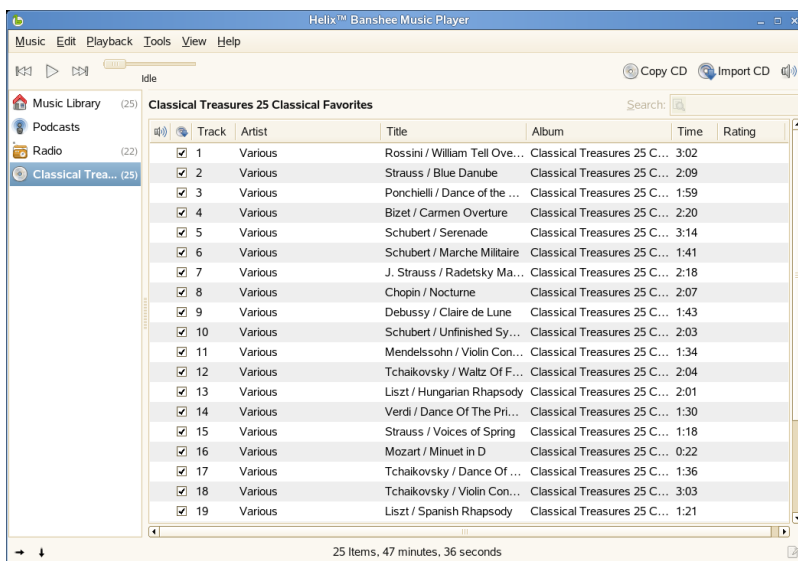 Helix™ Banshee Music Player
Music Edit Playback Tools View Help
Idle
Copy CD Import CD
Music Library (25)
Podcasts
Radio (22)
Classical Trea... (25)
Classical Treasures 25 Classical Favorites Search:
Track Artist Title Album Time Rating
1 Various Rossini / William Tell Ove... Classical Treasures 25 C... 3:02
2 Various Strauss / Blue Danube Classical Treasures 25 C... 2:09
3 Various Ponchielli / Dance of the ... Classical Treasures 25 C... 1:59
4 Various Bizet / Carmen Overture Classical Treasures 25 C... 2:20
5 Various Schubert / Serenade Classical Treasures 25 C... 3:14
6 Various Schubert / Marche Militaire Classical Treasures 25 C... 1:41
7 Various J. Strauss / Radetsky Ma... Classical Treasures 25 C... 2:18
8 Various Chopin / Nocturne Classical Treasures 25 C... 2:07
9 Various Debussy / Claire de Lune Classical Treasures 25 C... 1:43
10 Various Schubert / Unfinished Sy... Classical Treasures 25 C... 2:03
11 Various Mendelssohn / Violin Con... Classical Treasures 25 C... 1:34
12 Various Tchaikovsky / Waltz Of F... Classical Treasures 25 C... 2:04
13 Various Liszt / Hungarian Rhapsody Classical Treasures 25 C... 2:01
14 Various Verdi / Dance Of The Pri... Classical Treasures 25 C... 1:30
15 Various Strauss / Voices of Spring Classical Treasures 25 C... 1:18
16 Various Mozart / Minuet in D Classical Treasures 25 C... 0:22
17 Various Tchaikovsky / Dance Of ... Classical Treasures 25 C... 1:36
18 Various Tchaikovsky / Violin Con... Classical Treasures 25 C... 3:03
19 Various Liszt / Spanish Rhapsody Classical Treasures 25 C... 1:21
25 Items, 47 minutes, 36 seconds